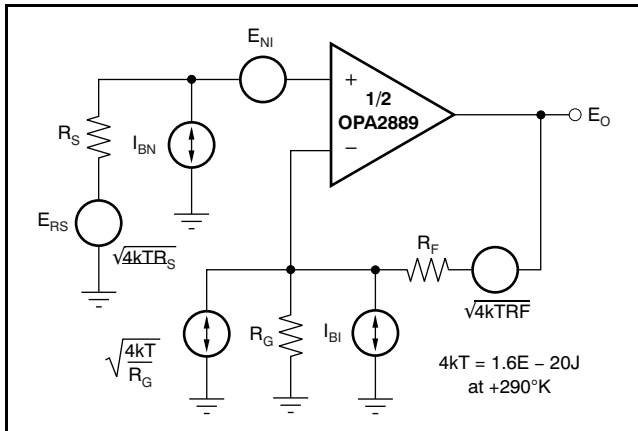 E_NI
+
1/2
OPA2889
−
E_O
R_S
I_BN
E_RS
√4kTR_S
R_F
√4kTRF
√4kT/R_G
R_G
I_BI
4kT = 1.6E – 20J
at +290°K